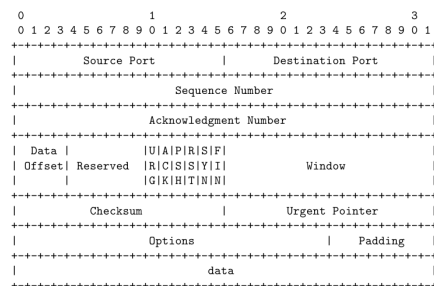 0                   1                   2                   3
 0 1 2 3 4 5 6 7 8 9 0 1 2 3 4 5 6 7 8 9 0 1 2 3 4 5 6 7 8 9 0 1
+-+-+-+-+-+-+-+-+-+-+-+-+-+-+-+-+-+-+-+-+-+-+-+-+-+-+-+-+-+-+-+-+
|          Source Port          |       Destination Port        |
+-+-+-+-+-+-+-+-+-+-+-+-+-+-+-+-+-+-+-+-+-+-+-+-+-+-+-+-+-+-+-+-+
|                        Sequence Number                        |
+-+-+-+-+-+-+-+-+-+-+-+-+-+-+-+-+-+-+-+-+-+-+-+-+-+-+-+-+-+-+-+-+
|                    Acknowledgment Number                      |
+-+-+-+-+-+-+-+-+-+-+-+-+-+-+-+-+-+-+-+-+-+-+-+-+-+-+-+-+-+-+-+-+
|  Data |           |U|A|P|R|S|F|                               |
| Offset| Reserved  |R|C|S|S|Y|I|            Window             |
|       |           |G|K|H|T|N|N|                               |
+-+-+-+-+-+-+-+-+-+-+-+-+-+-+-+-+-+-+-+-+-+-+-+-+-+-+-+-+-+-+-+-+
|           Checksum            |         Urgent Pointer        |
+-+-+-+-+-+-+-+-+-+-+-+-+-+-+-+-+-+-+-+-+-+-+-+-+-+-+-+-+-+-+-+-+
|                    Options                    |    Padding    |
+-+-+-+-+-+-+-+-+-+-+-+-+-+-+-+-+-+-+-+-+-+-+-+-+-+-+-+-+-+-+-+-+
|                             data                              |
+-+-+-+-+-+-+-+-+-+-+-+-+-+-+-+-+-+-+-+-+-+-+-+-+-+-+-+-+-+-+-+-+